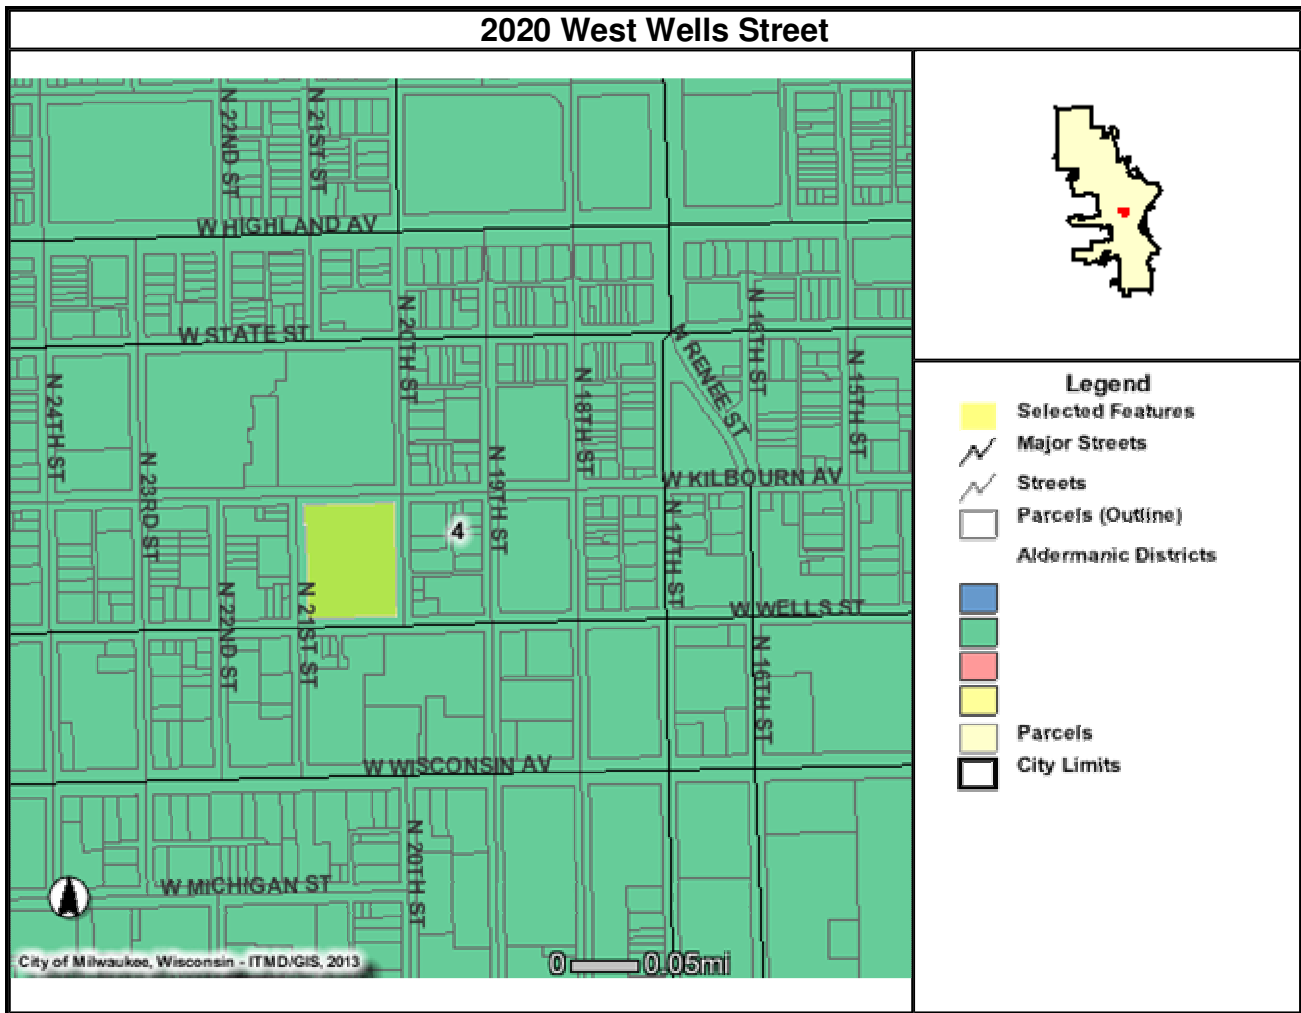 2020 West Wells Street
N 22ND ST
N 21ST ST
W HIGHLAND AV
W STATE ST
N 20TH ST
N 16TH ST
N RENEE ST
N 24TH ST
N 18TH ST
N 15TH ST
N 23RD ST
N 19TH ST
W KILBOURN AV
N 17TH ST
4
N 22ND ST
N 21ST ST
W WELLS ST
N 16TH ST
W WISCONSIN AV
N 20TH ST
W MICHIGAN ST
City of Milwaukee, Wisconsin - ITMD/GIS, 2013
0 0.05mi
Legend
Selected Features
Major Streets
Streets
Parcels (Outline)
Aldermanic Districts
Parcels
City Limits